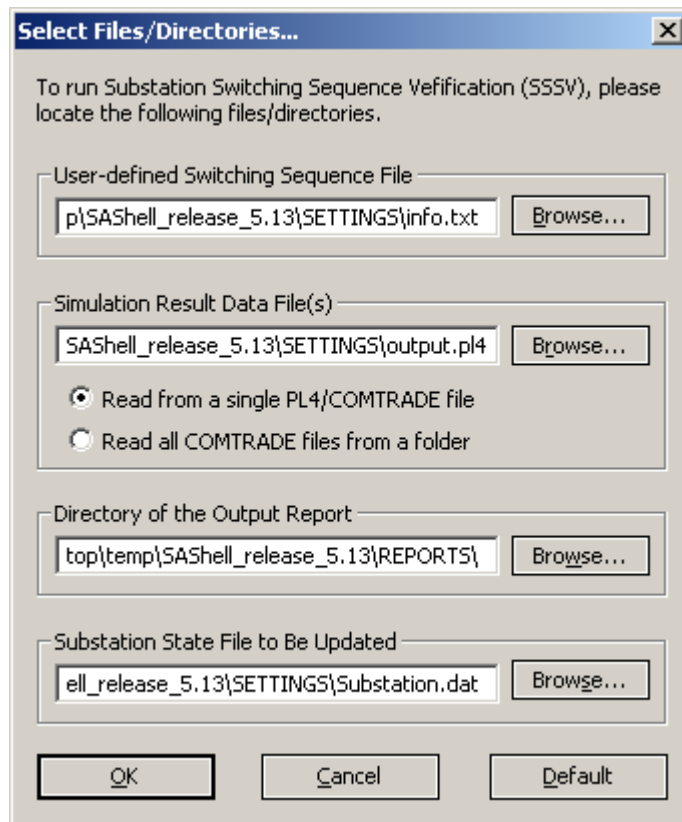 Select Files/Directories...
To run Substation Switching Sequence Vefification (SSSV), please
locate the following files/directories.
User-defined Switching Sequence File
p\SAShell_release_5.13\SETTINGS\info.txt
Browse...
Simulation Result Data File(s)
SAShell_release_5.13\SETTINGS\output.pl4
Browse...
Read from a single PL4/COMTRADE file
Read all COMTRADE files from a folder
Directory of the Output Report
top\temp\SAShell_release_5.13\REPORTS\
Browse...
Substation State File to Be Updated
ell_release_5.13\SETTINGS\Substation.dat
Browse...
OK Cancel Default